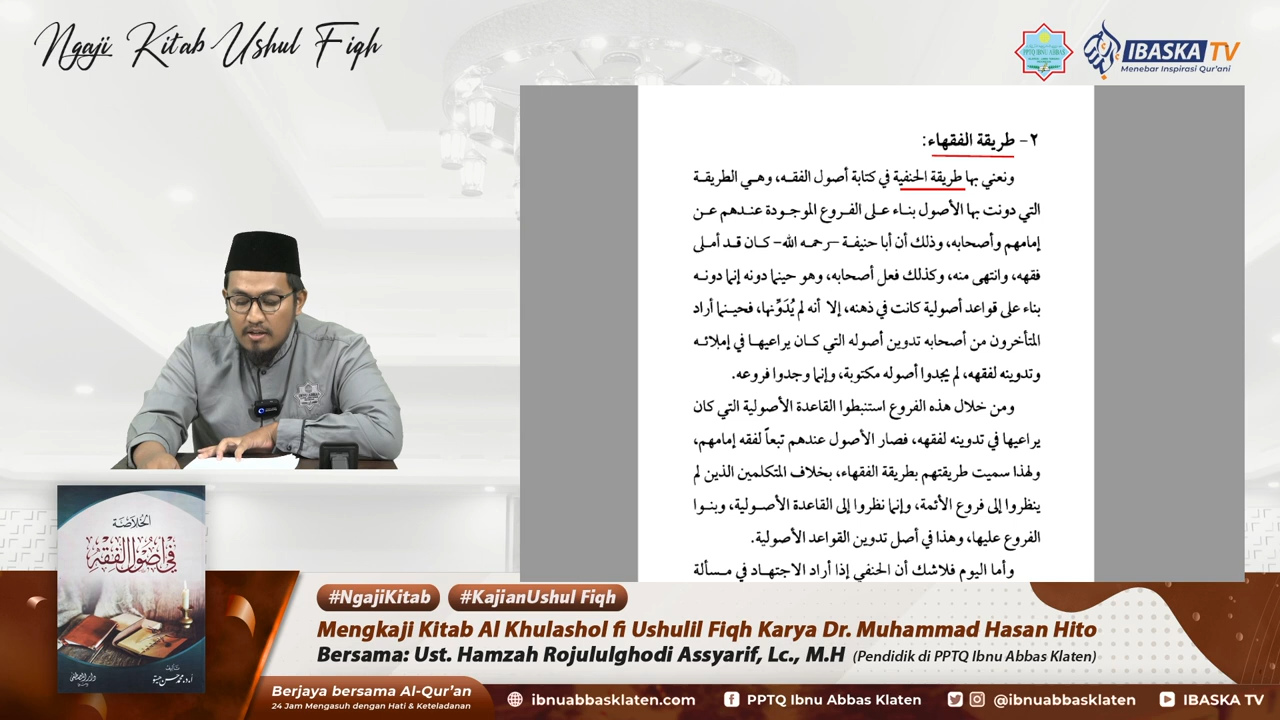 Ngaji Kitab Ushul Fiqh
PPTQ IBNU ABBAS
IBASKA TV
Menebar Inspirasi Qur'ani
٢- طريقة الفقهاء:
ونعني بها طريقة الحنفية في كتابة أصول الفقه، وهي الطريقة
التي دونت بها الأصول بناء على الفروع الموجودة عندهم عن
إمامهم وأصحابه، وذلك أن أبا حنيفة -رحمه الله- كان قد أملى
فقهه، وانتهى منه، وكذلك فعل أصحابه، وهو حينما دونه إنما دونه
بناء على قواعد أصولية كانت في ذهنه، إلا أنه لم يُدَوِّنها، فحينما أراد
المتأخرون من أصحابه تدوين أصوله التي كان يراعيها في إملائه
وتدوينه لفقهه، لم يجدوا أصوله مكتوبة، وإنما وجدوا فروعه.
ومن خلال هذه الفروع استنبطوا القاعدة الأصولية التي كان
يراعيها في تدوينه لفقهه، فصار الأصول عندهم تبعاً لفقه إمامهم،
ولهذا سميت طريقتهم بطريقة الفقهاء، بخلاف المتكلمين الذين لم
ينظروا إلى فروع الأئمة، وإنما نظروا إلى القاعدة الأصولية، وبنوا
الفروع عليها، وهذا في أصل تدوين القواعد الأصولية.
وأما اليوم فلاشك أن الحنفي إذا أراد الاجتهاد في مسألة
الخلاصة
في أصول الفقه
#NgajiKitab
#KajianUshul Fiqh
Mengkaji Kitab Al Khulashol fi Ushulil Fiqh Karya Dr. Muhammad Hasan Hito
Bersama: Ust. Hamzah Rojululghodi Assyarif, Lc., M.H (Pendidik di PPTQ Ibnu Abbas Klaten)
Berjaya bersama Al-Qur'an
24 Jam Mengasuh dengan Hati & Keteladanan
ibnuabbasklaten.com
PPTQ Ibnu Abbas Klaten
@ibnuabbasklaten
IBASKA TV